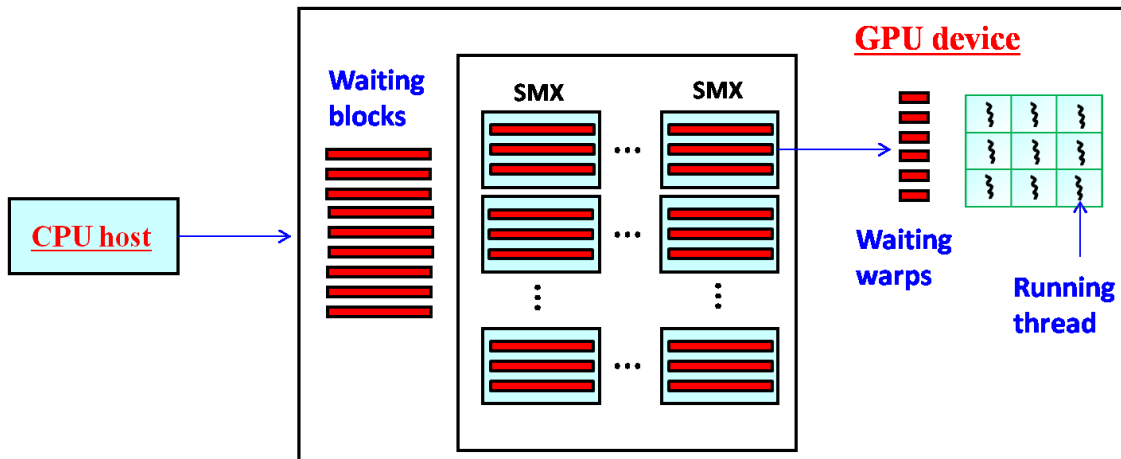 GPU device
Waiting
blocks
SMX
SMX
CPU host
Waiting
warps
Running
thread